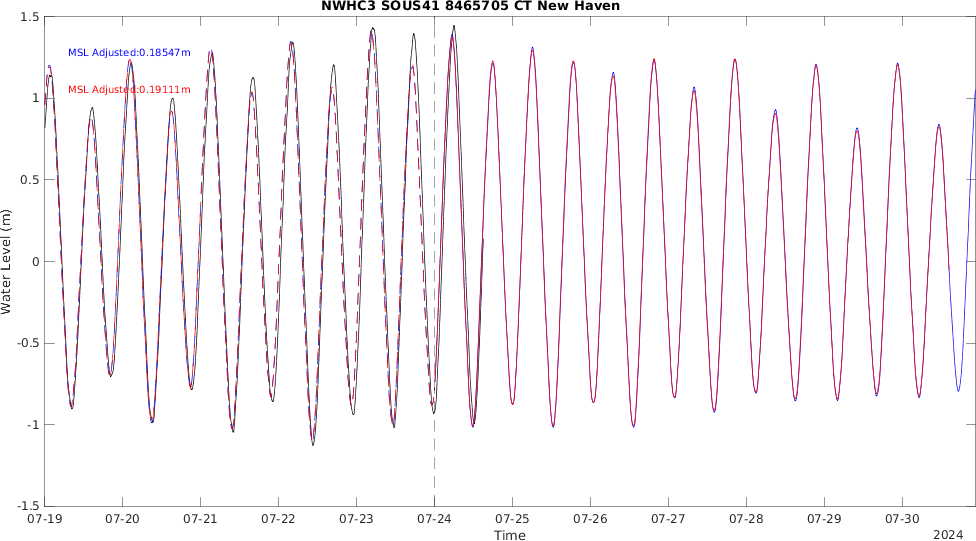 NWHC3 SOUS41 8465705 CT New Haven
1.5
MSL Adjusted:0.18547m
MSL Adjusted:0.19111m
1
0.5
0
-0.5
-1
-1.5
Water Level (m)
07-19 07-20 07-21 07-22 07-23 07-24 07-25 07-26 07-27 07-28 07-29 07-30
Time
2024